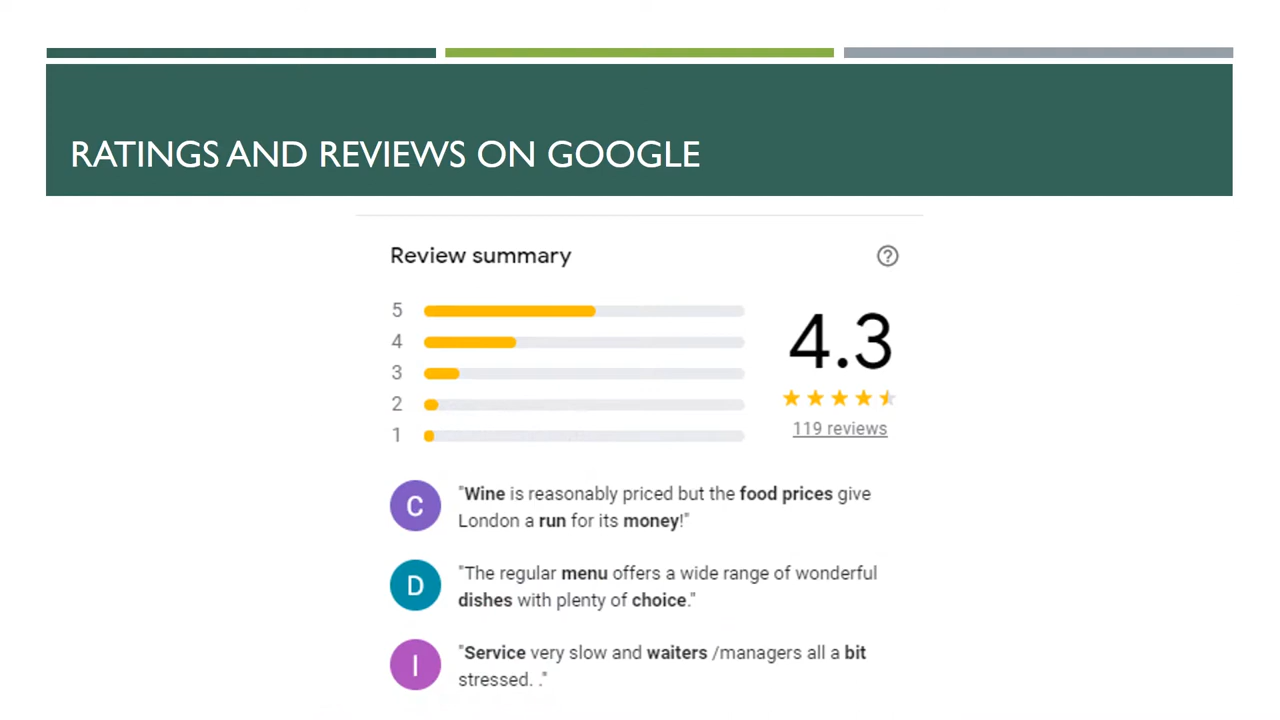 RATINGS AND REVIEWS ON GOOGLE
Review summary
?
5
4
3
2
1
4.3
119 reviews
C
"Wine is reasonably priced but the food prices give
London a run for its money!"
D
"The regular menu offers a wide range of wonderful
dishes with plenty of choice."
I
"Service very slow and waiters /managers all a bit
stressed. ."